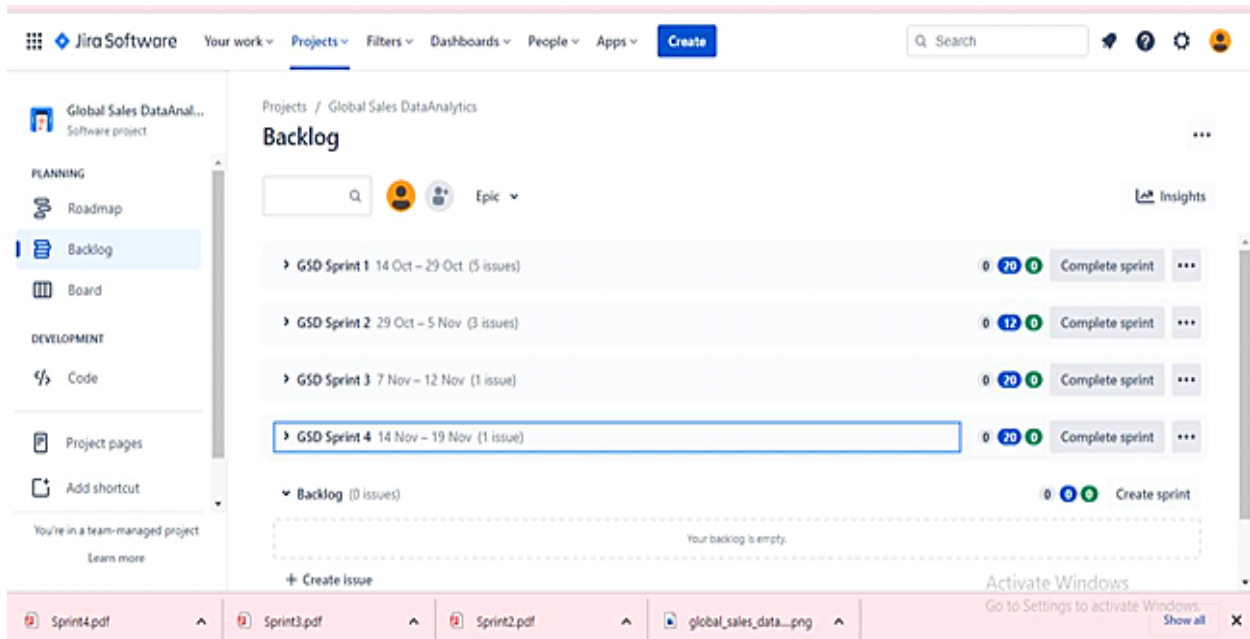 Jira Software Your work Projects Filters Dashboards People Apps Create Search
Global Sales DataAnal...
Software project
PLANNING
Roadmap
Backlog
Board
DEVELOPMENT
Code
Project pages
Add shortcut
You're in a team-managed project
Learn more
Projects / Global Sales DataAnalytics
Backlog
Epic Insights
GSD Sprint 1 14 Oct – 29 Oct (5 issues) 0 20 0 Complete sprint
GSD Sprint 2 29 Oct – 5 Nov (3 issues) 0 12 0 Complete sprint
GSD Sprint 3 7 Nov – 12 Nov (1 issue) 0 20 0 Complete sprint
GSD Sprint 4 14 Nov – 19 Nov (1 issue) 0 20 0 Complete sprint
Backlog (0 issues) 0 0 0 Create sprint
Your backlog is empty.
+ Create issue
Activate Windows
Go to Settings to activate Windows.
Sprint4.pdf Sprint3.pdf Sprint2.pdf global_sales_data....png Show all